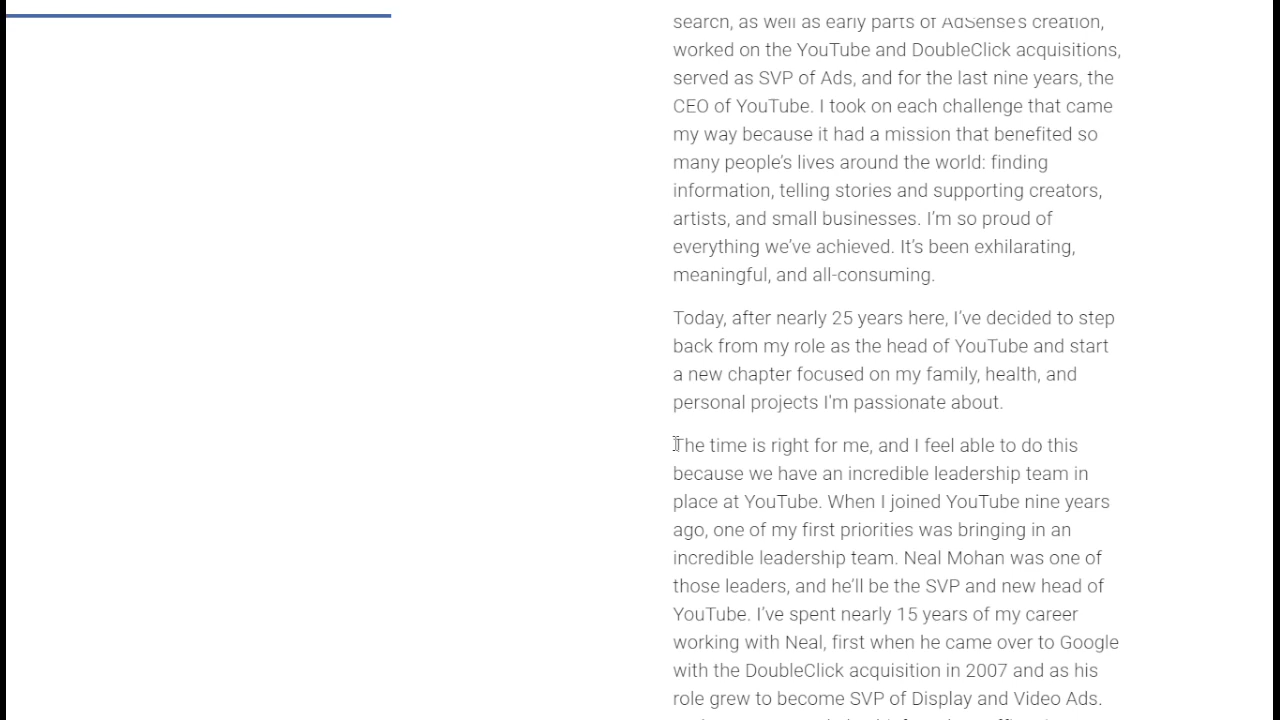 search, as well as early parts of AdSense's creation,
worked on the YouTube and DoubleClick acquisitions,
served as SVP of Ads, and for the last nine years, the
CEO of YouTube. I took on each challenge that came
my way because it had a mission that benefited so
many people’s lives around the world: finding
information, telling stories and supporting creators,
artists, and small businesses. I’m so proud of
everything we’ve achieved. It’s been exhilarating,
meaningful, and all-consuming.
Today, after nearly 25 years here, I’ve decided to step
back from my role as the head of YouTube and start
a new chapter focused on my family, health, and
personal projects I'm passionate about.
The time is right for me, and I feel able to do this
because we have an incredible leadership team in
place at YouTube. When I joined YouTube nine years
ago, one of my first priorities was bringing in an
incredible leadership team. Neal Mohan was one of
those leaders, and he’ll be the SVP and new head of
YouTube. I’ve spent nearly 15 years of my career
working with Neal, first when he came over to Google
with the DoubleClick acquisition in 2007 and as his
role grew to become SVP of Display and Video Ads.